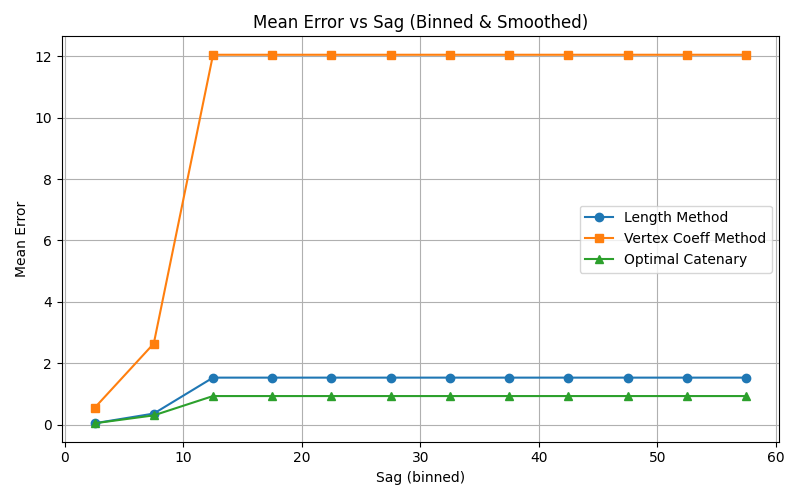 Mean Error vs Sag (Binned & Smoothed)
12
10
8
6
4
2
0
Mean Error
Length Method
Vertex Coeff Method
Optimal Catenary
0 10 20 30 40 50 60
Sag (binned)